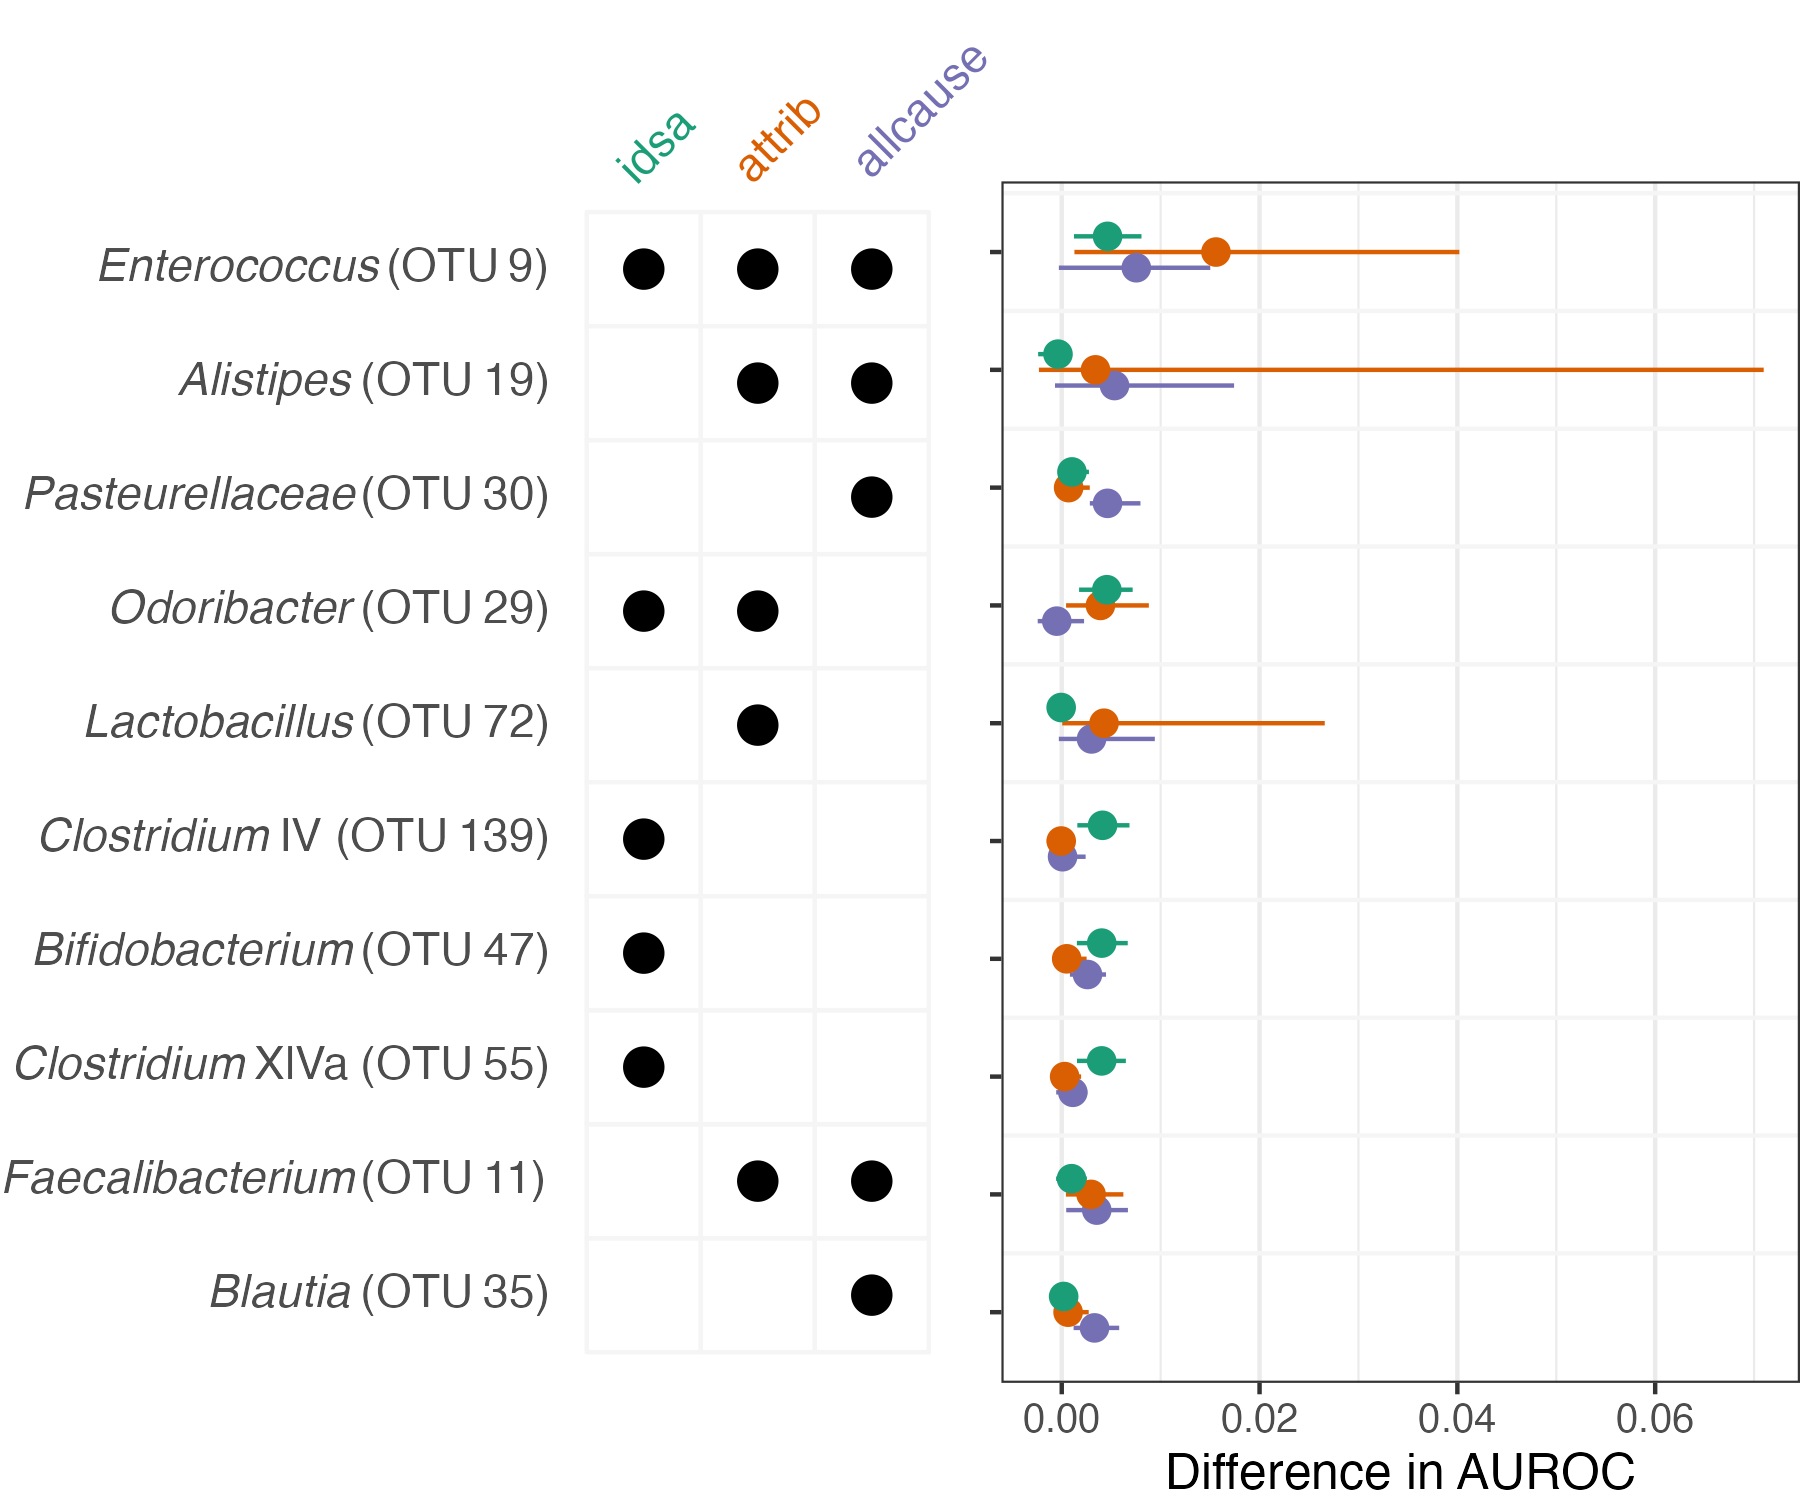 idsa
attrib
allcause
Enterococcus (OTU 9)
Alistipes (OTU 19)
Pasteurellaceae (OTU 30)
Odoribacter (OTU 29)
Lactobacillus (OTU 72)
Clostridium IV (OTU 139)
Bifidobacterium (OTU 47)
Clostridium XIVa (OTU 55)
Faecalibacterium (OTU 11)
Blautia (OTU 35)
0.00 0.02 0.04 0.06
Difference in AUROC